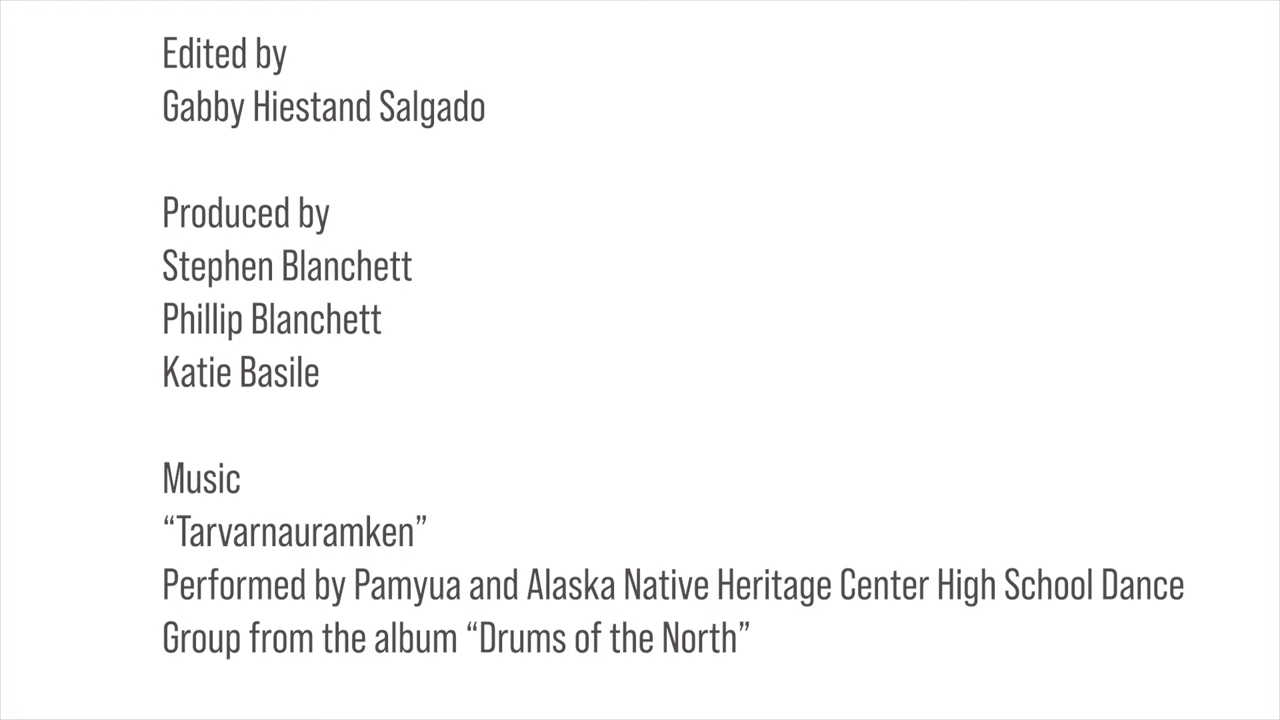 Edited by
Gabby Hiestand Salgado
Produced by
Stephen Blanchett
Phillip Blanchett
Katie Basile
Music
“Tarvarnauramken”
Performed by Pamyua and Alaska Native Heritage Center High School Dance
Group from the album “Drums of the North”